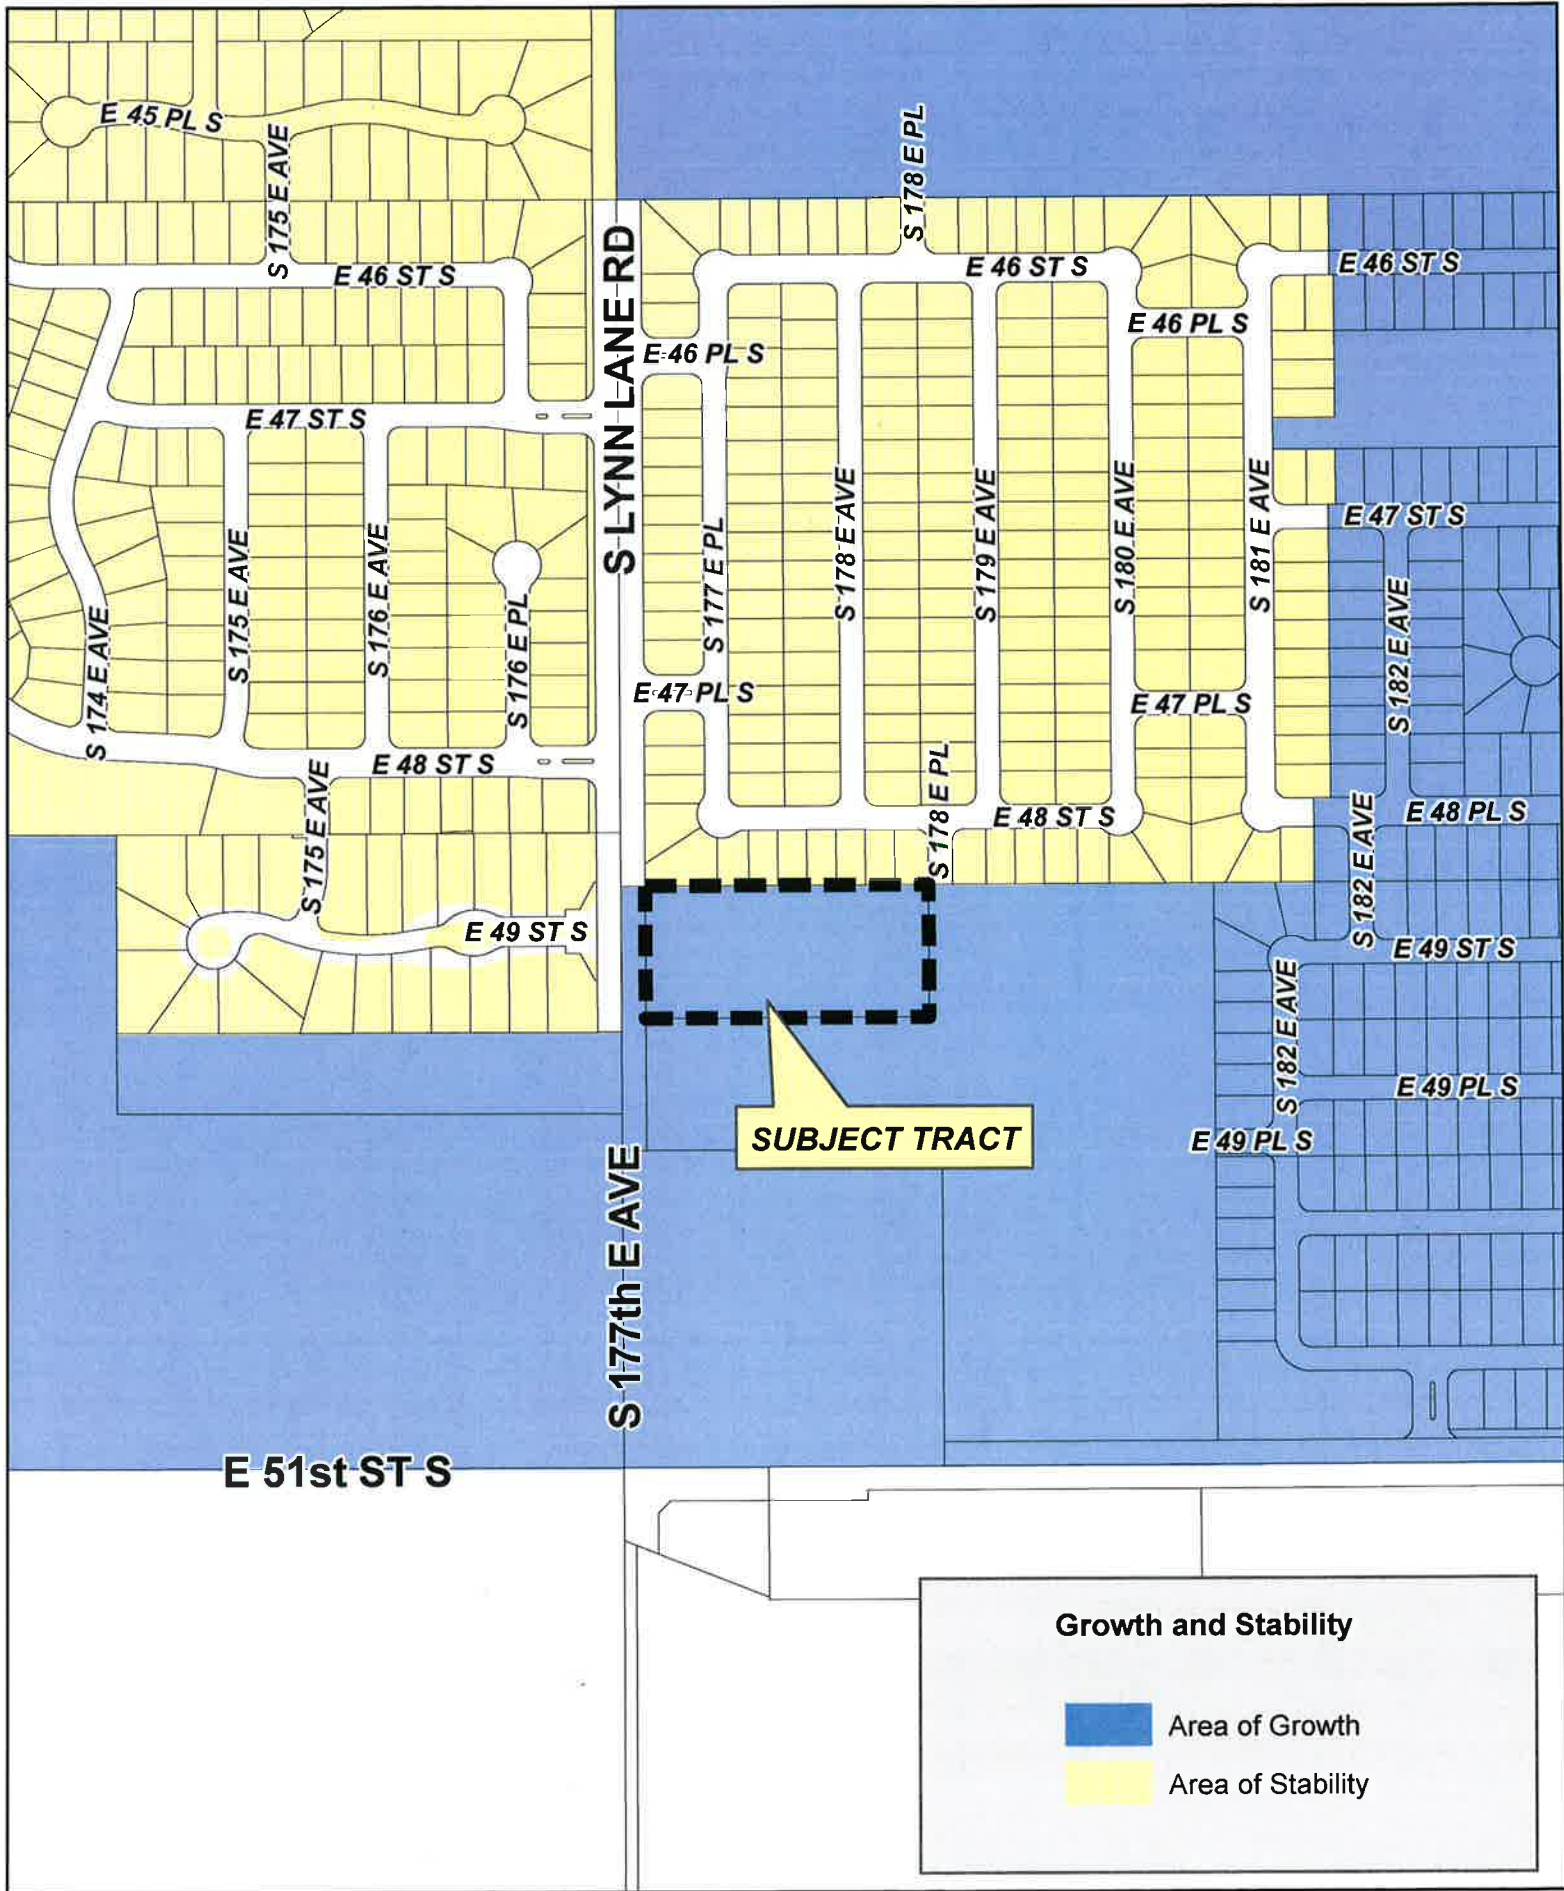 E 45 PL S
S 175 E AVE
S 178 E PL
E 46 ST S
E 46 ST S
E 46 ST S
S LYNN LANE RD
E 46 PL S
E 46 PL S
E 47 ST S
E 47 ST S
S 174 E AVE
S 175 E AVE
S 176 E AVE
S 176 E PL
S 177 E PL
S 178 E AVE
S 179 E AVE
S 180 E AVE
S 181 E AVE
S 182 E AVE
E 47 PL S
E 47 PL S
E 48 ST S
S 175 E AVE
S 178 E PL
E 48 ST S
E 48 PL S
S 182 E AVE
E 49 ST S
E 49 ST S
S 182 E AVE
E 49 PL S
E 49 PL S
SUBJECT TRACT
S 177th E AVE
E 51st ST S
Growth and Stability
Area of Growth
Area of Stability